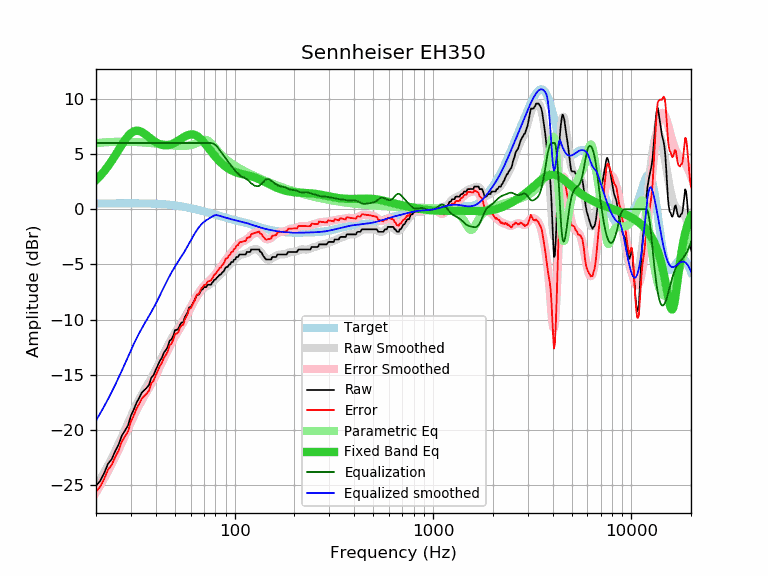 Sennheiser EH350
Amplitude (dBr)
10
5
0
−5
−10
−15
−20
−25
Target
Raw Smoothed
Error Smoothed
Raw
Error
Parametric Eq
Fixed Band Eq
Equalization
Equalized smoothed
100 1000 10000
Frequency (Hz)